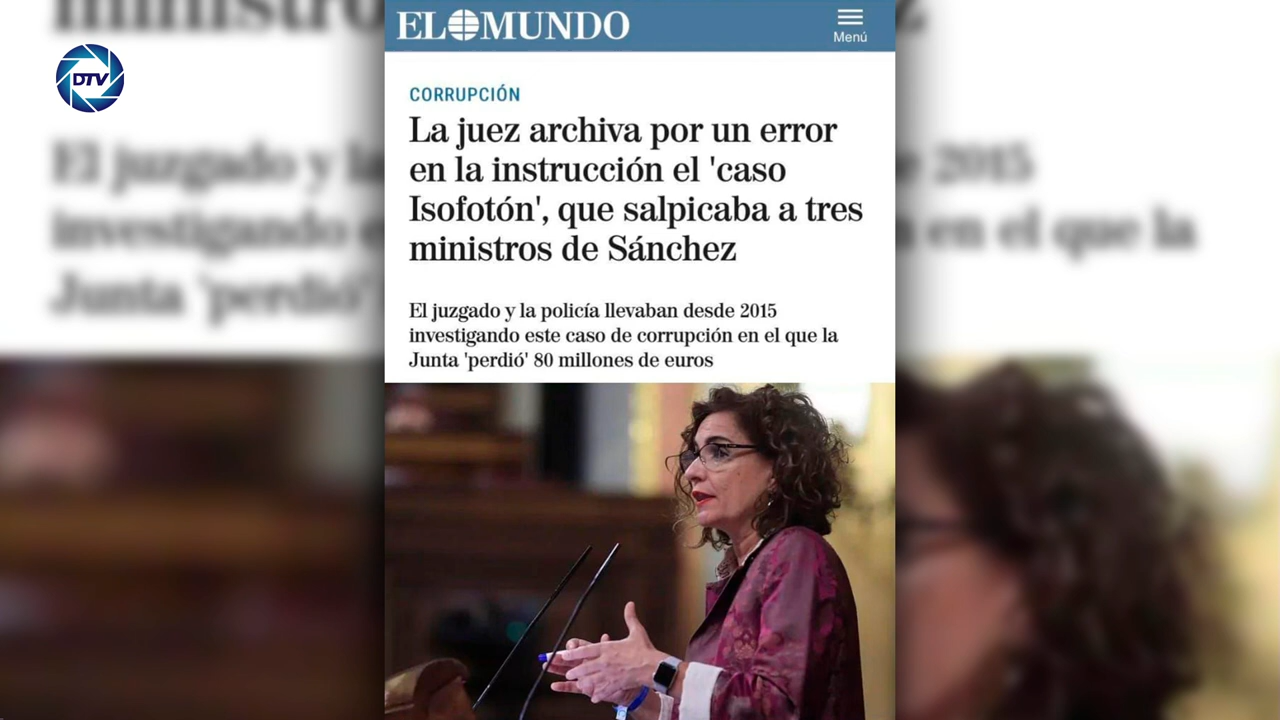 DTV
EL MUNDO
Menú
CORRUPCIÓN
La juez archiva por un error
en la instrucción el 'caso
Isofotón', que salpicaba a tres
ministros de Sánchez
El juzgado y la policía llevaban desde 2015
investigando este caso de corrupción en el que la
Junta 'perdió' 80 millones de euros